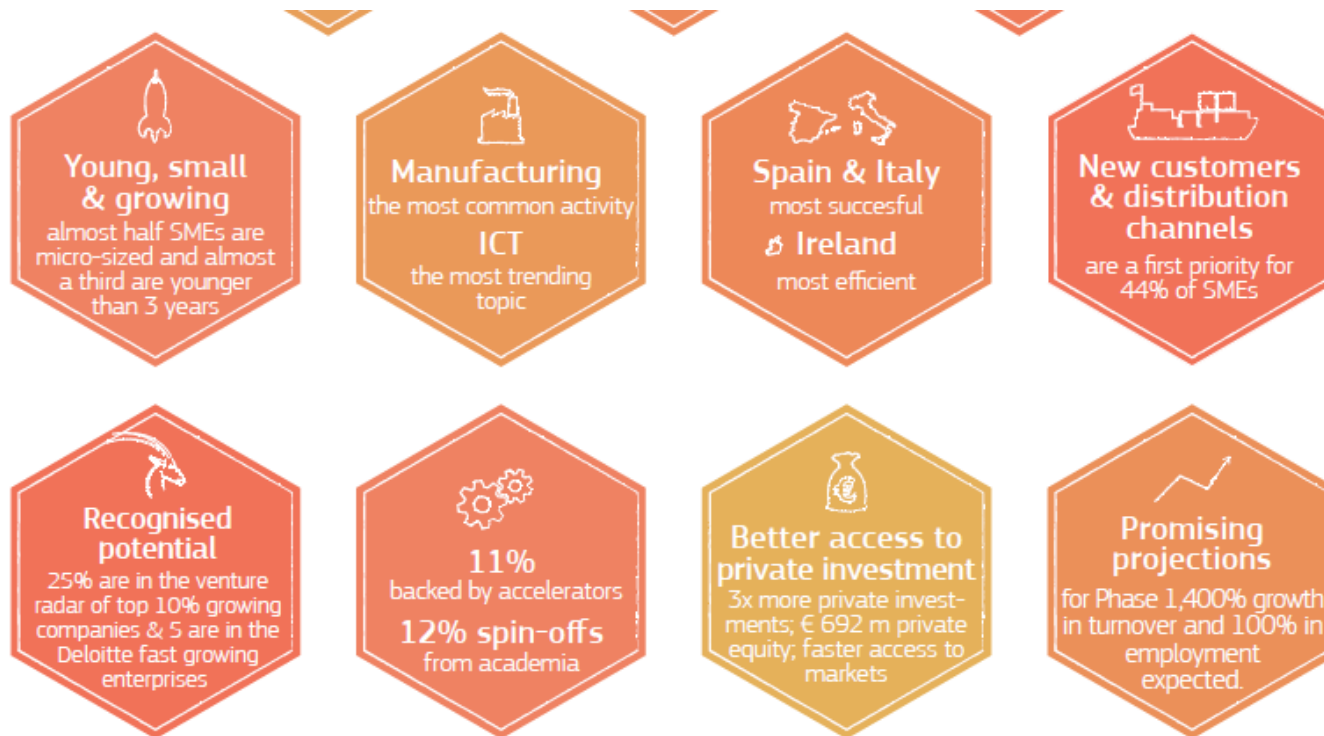 Young, small
& growing
almost half SMEs are
micro-sized and almost
a third are younger
than 3 years
Manufacturing
the most common activity
ICT
the most trending
topic
Spain & Italy
most succesful
Ireland
most efficient
New customers
& distribution
channels
are a first priority for
44% of SMEs
Recognised
potential
25% are in the venture
radar of top 10% growing
companies & 5 are in the
Deloitte fast growing
enterprises
11%
backed by accelerators
12% spin-offs
from academia
Better access to
private investment
3x more private invest-
ments; € 692 m private
equity; faster access to
markets
Promising
projections
for Phase 1,400% growth
in turnover and 100% in
employment
expected.